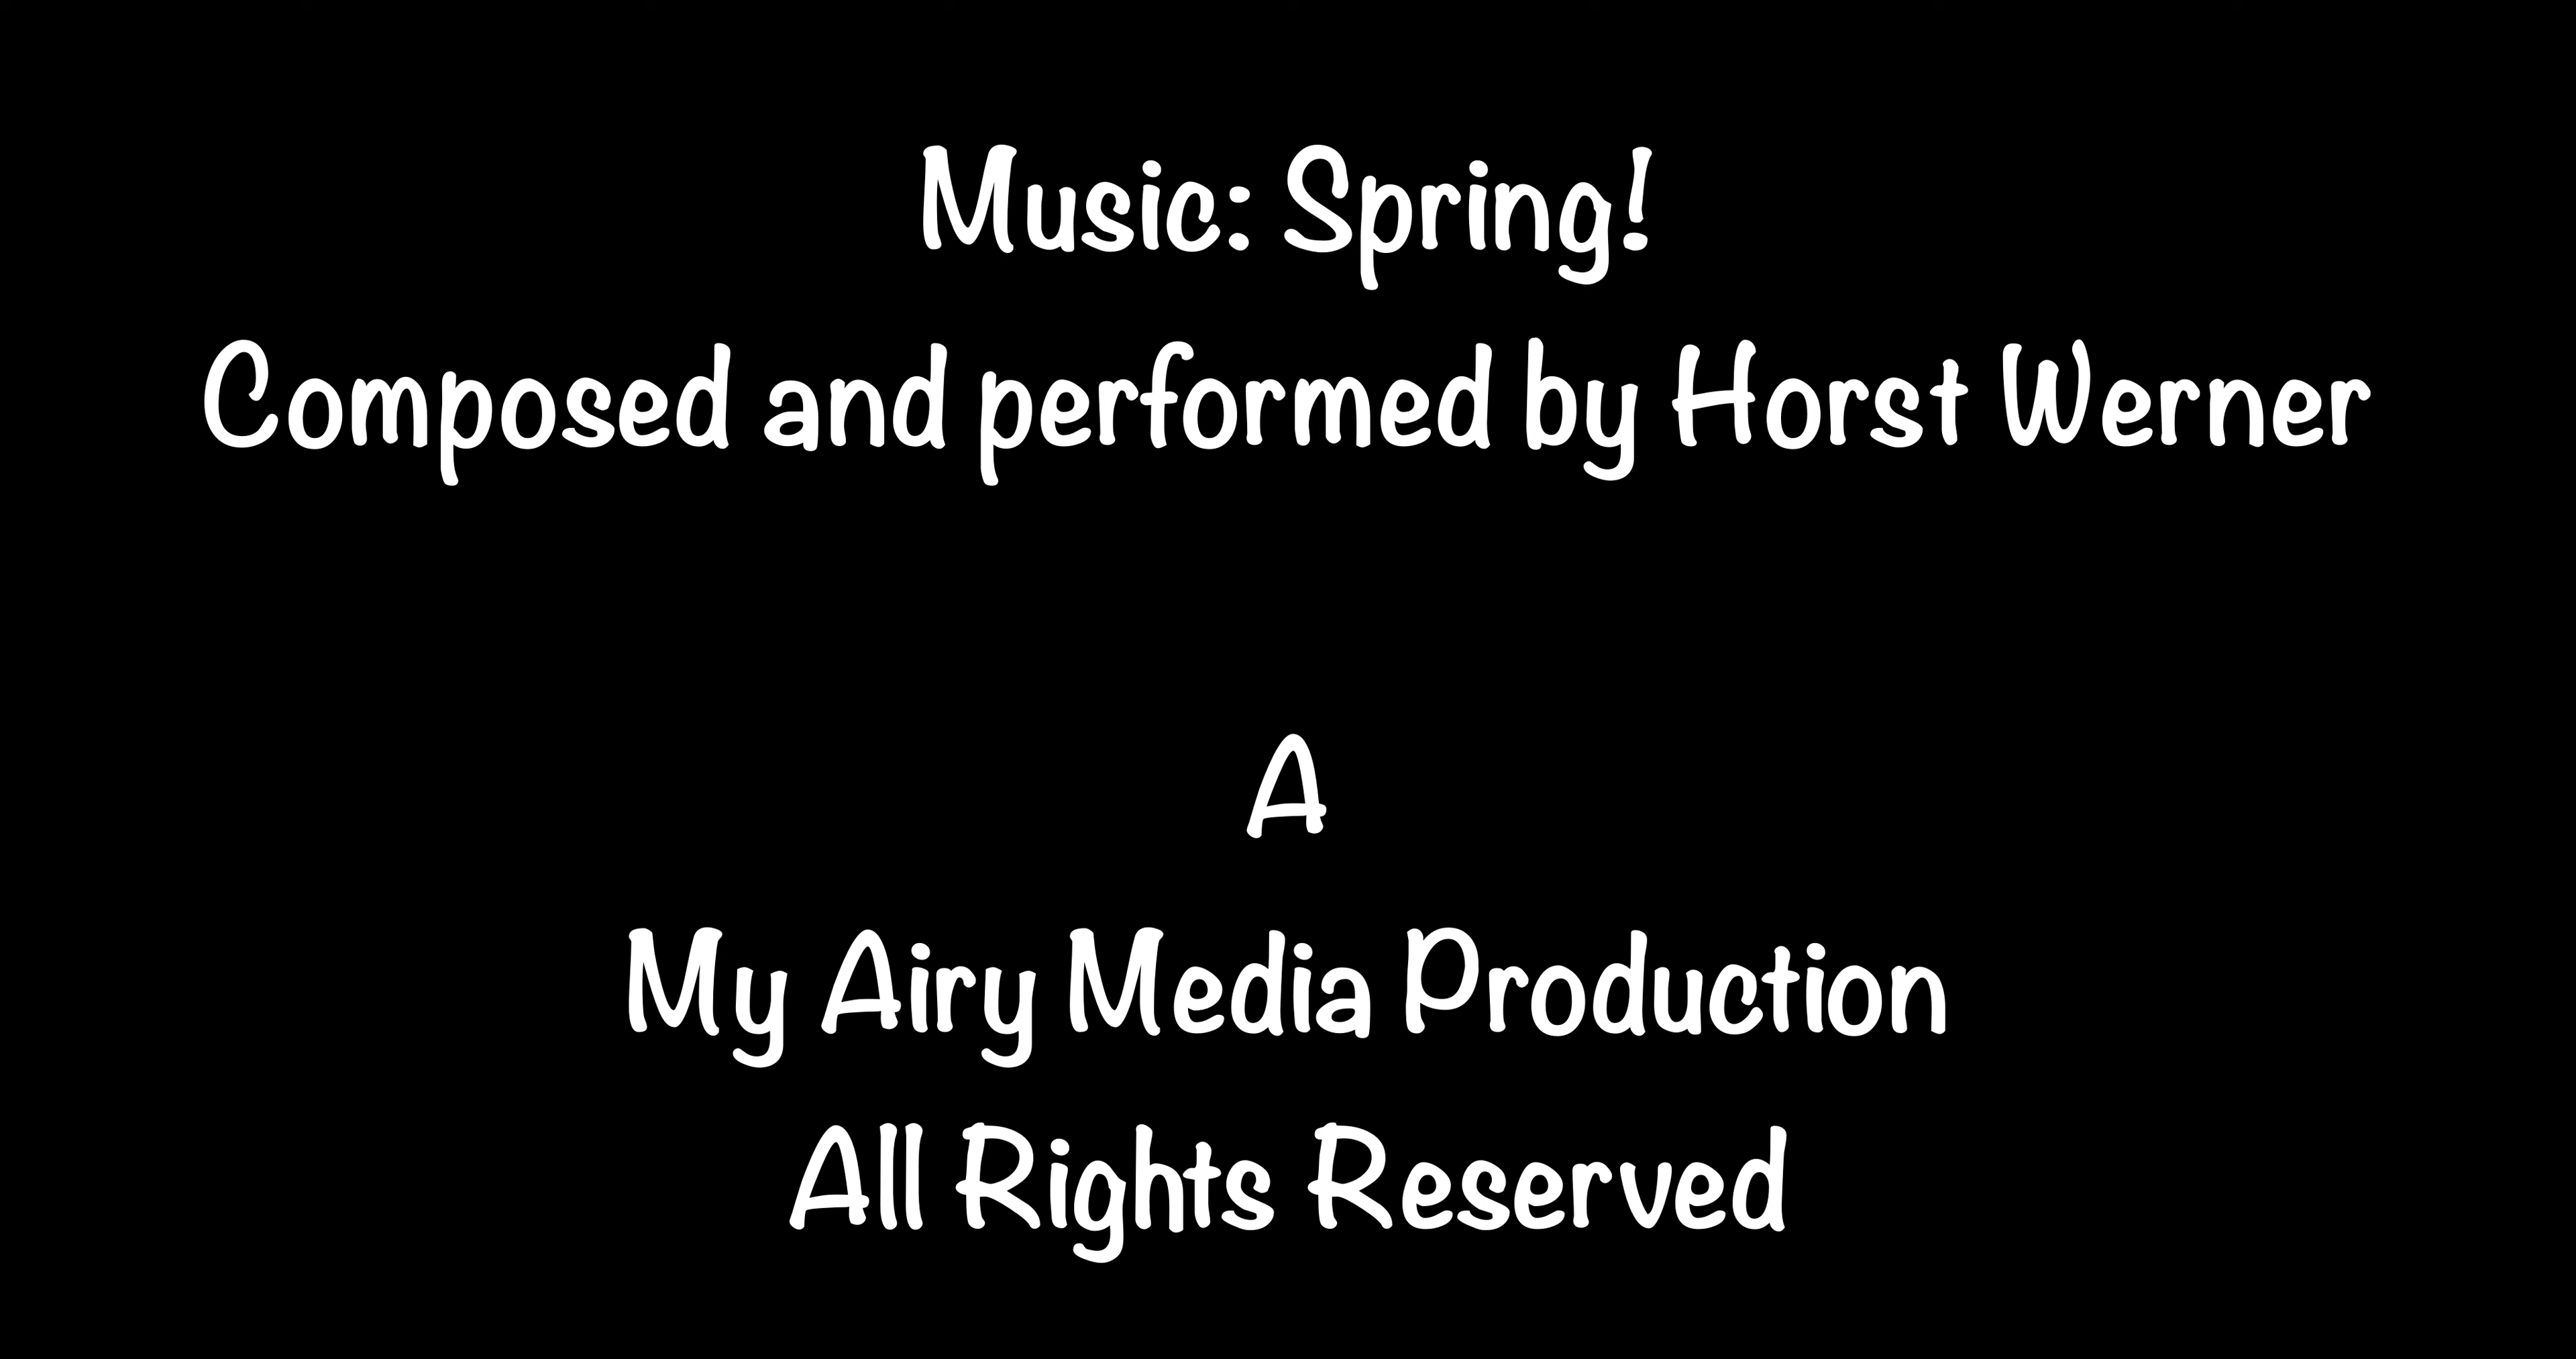 Music: Spring!
Composed and performed by Horst Werner
A
My Airy Media Production
All Rights Reserved